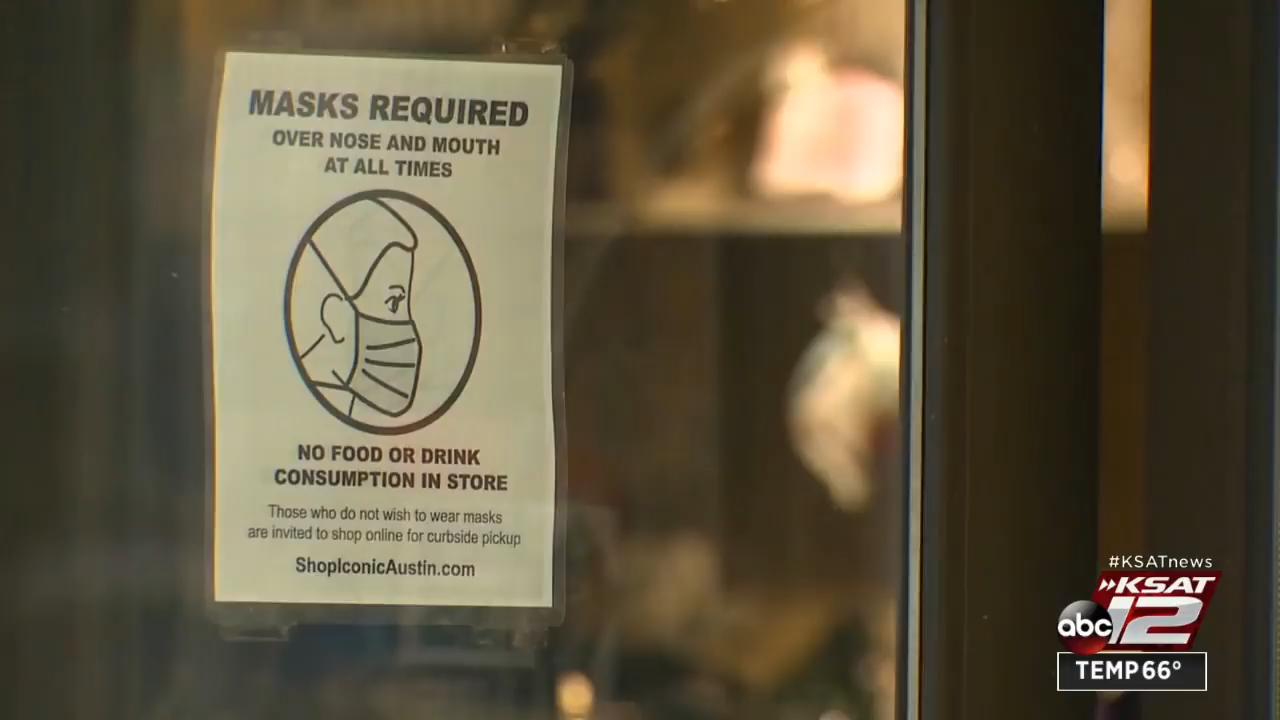 MASKS REQUIRED
OVER NOSE AND MOUTH
AT ALL TIMES
NO FOOD OR DRINK
CONSUMPTION IN STORE
Those who do not wish to wear masks
are invited to shop online for curbside pickup
ShopIconicAustin.com
#KSATnews
KSAT
abc 12
TEMP 66°